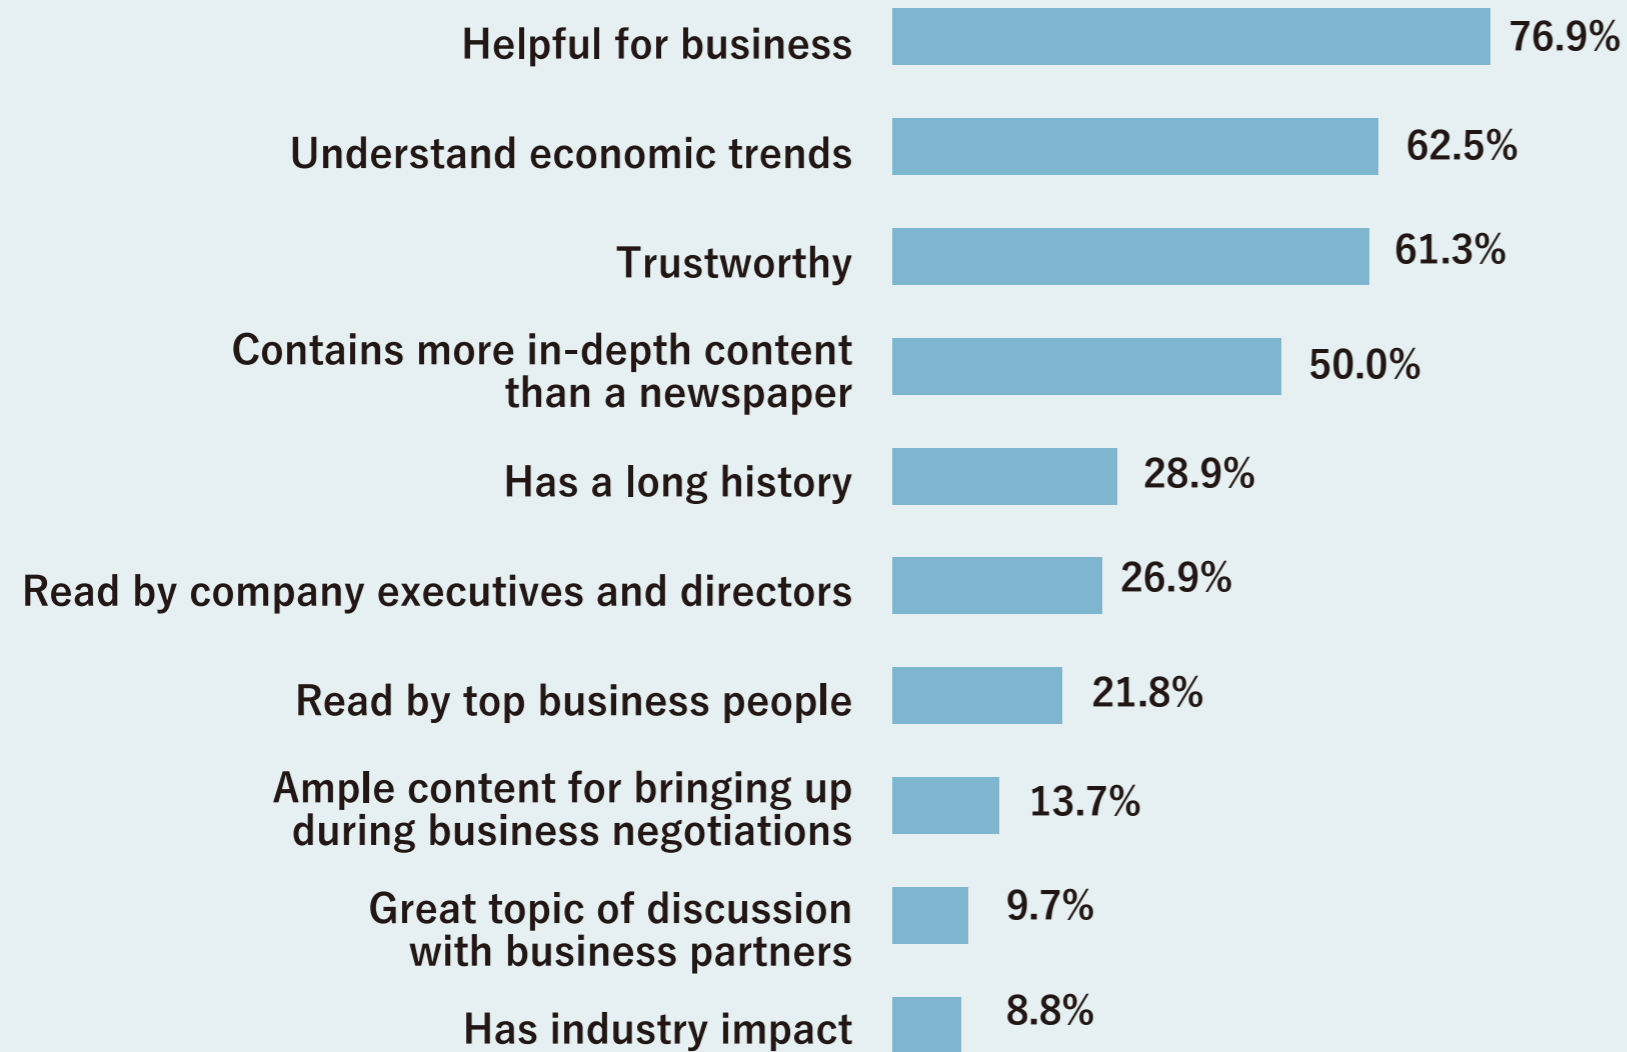 Helpful for business 76.9%
Understand economic trends 62.5%
Trustworthy 61.3%
Contains more in-depth content
than a newspaper 50.0%
Has a long history 28.9%
Read by company executives and directors 26.9%
Read by top business people 21.8%
Ample content for bringing up
during business negotiations 13.7%
Great topic of discussion
with business partners 9.7%
Has industry impact 8.8%